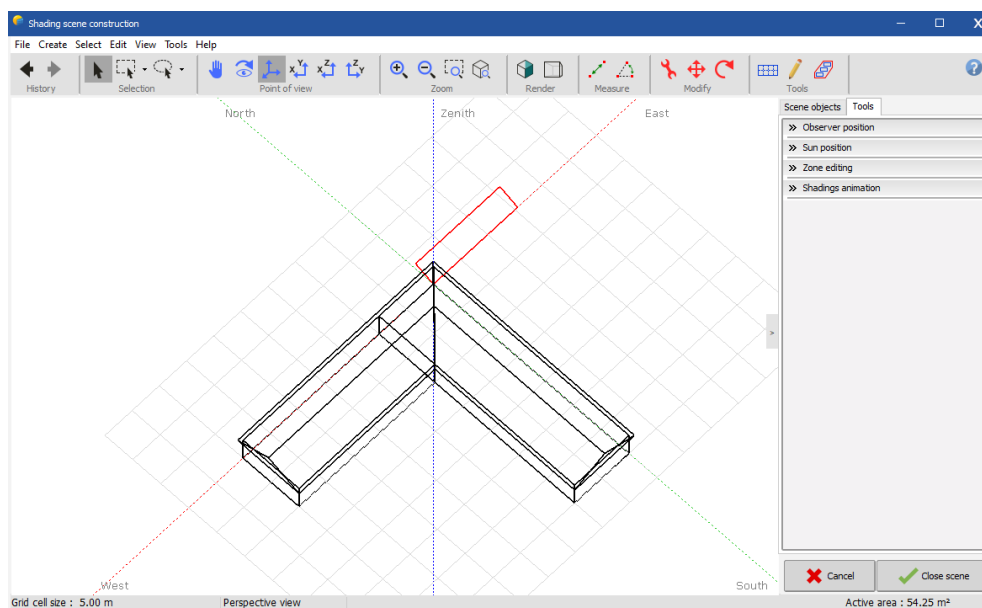 Shading scene construction
File Create Select Edit View Tools Help
History Selection Point of view Zoom Render Measure Modify Tools
North Zenith East
West South
Scene objects Tools
Observer position
Sun position
Zone editing
Shadings animation
Cancel Close scene
Grid cell size : 5.00 m Perspective view Active area : 54.25 m²